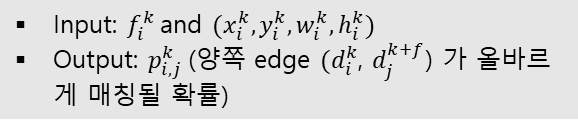 ▪ Input: $f_i^k$ and $(x_i^k, y_i^k, w_i^k, h_i^k)$
▪ Output: $p_{i,j}^k$ (양쪽 edge $(d_i^k, d_j^{k+f})$ 가 올바르
게 매칭될 확률)